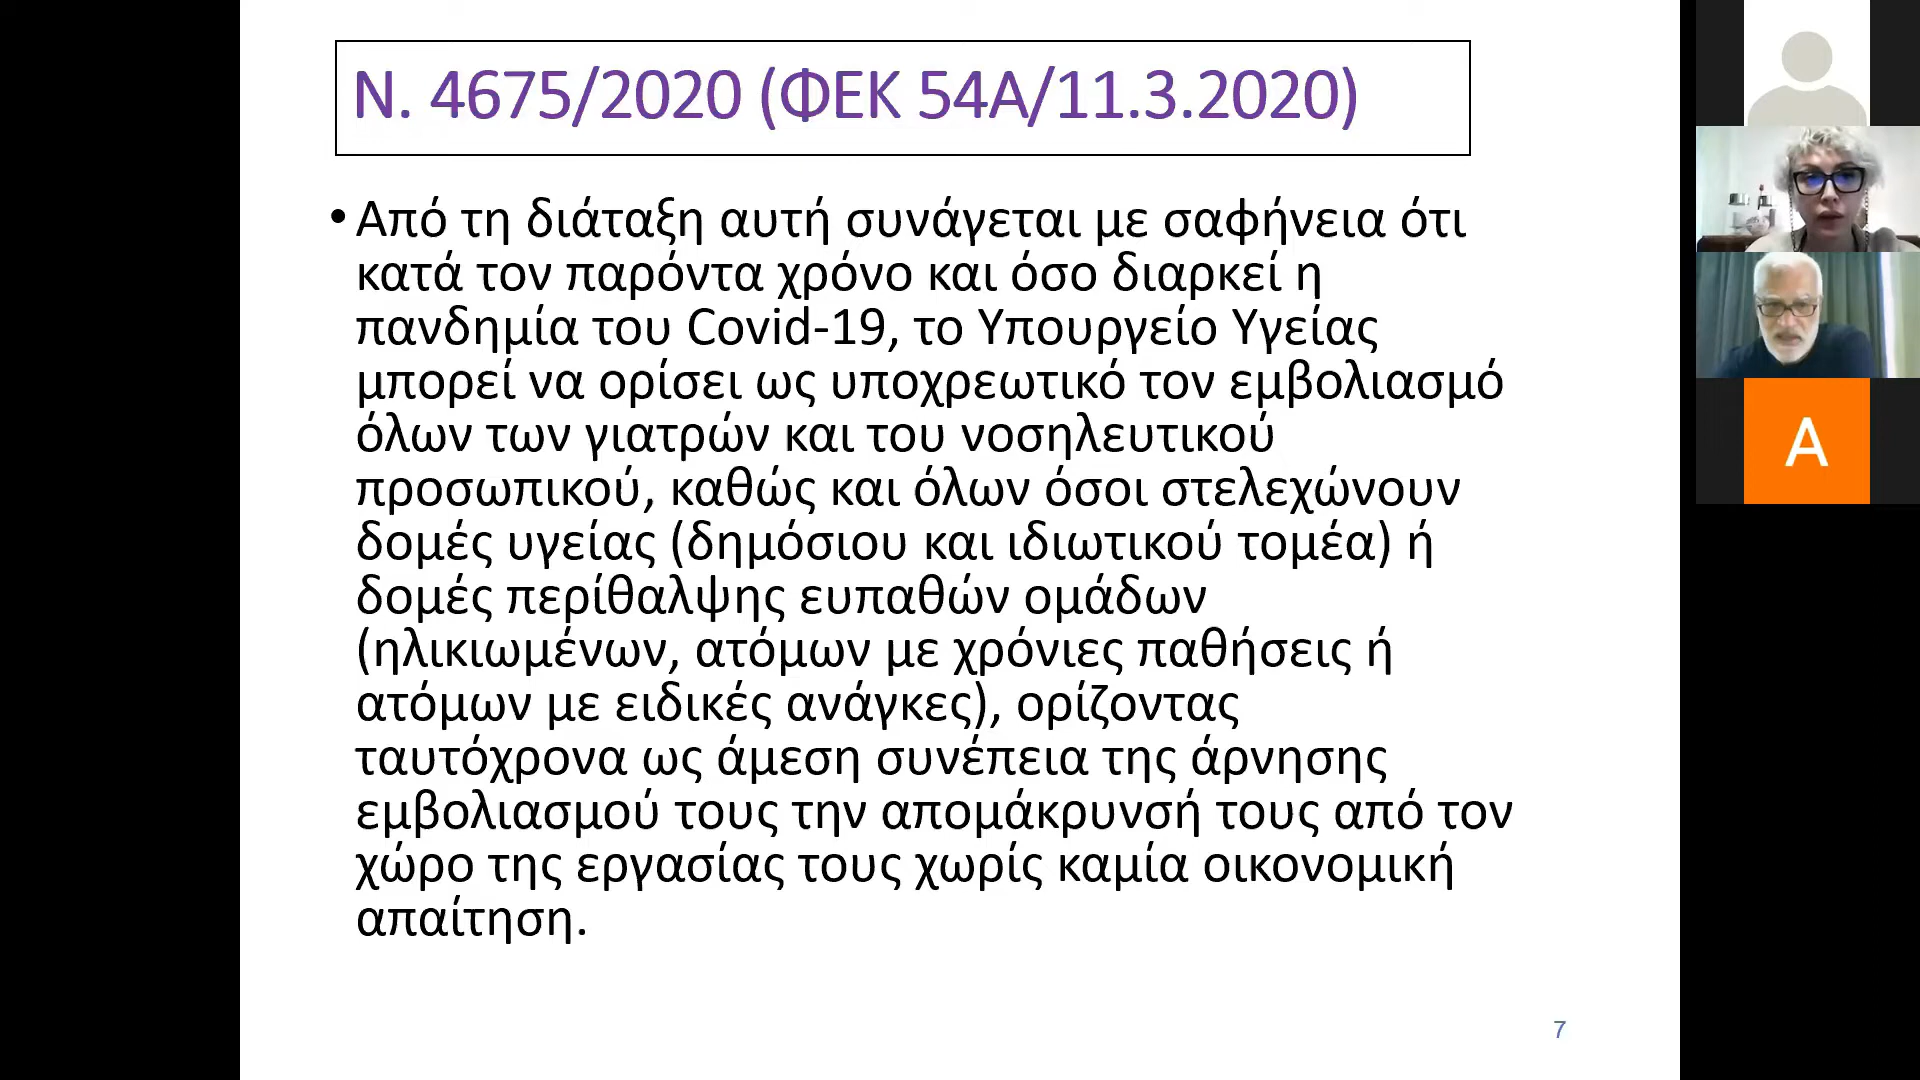 Ν. 4675/2020 (ΦΕΚ 54Α/11.3.2020)
• Από τη διάταξη αυτή συνάγεται με σαφήνεια ότι
κατά τον παρόντα χρόνο και όσο διαρκεί η
πανδημία του Covid-19, το Υπουργείο Υγείας
μπορεί να ορίσει ως υποχρεωτικό τον εμβολιασμό
όλων των γιατρών και του νοσηλευτικού
προσωπικού, καθώς και όλων όσοι στελεχώνουν
δομές υγείας (δημόσιου και ιδιωτικού τομέα) ή
δομές περίθαλψης ευπαθών ομάδων
(ηλικιωμένων, ατόμων με χρόνιες παθήσεις ή
ατόμων με ειδικές ανάγκες), ορίζοντας
ταυτόχρονα ως άμεση συνέπεια της άρνησης
εμβολιασμού τους την απομάκρυνσή τους από τον
χώρο της εργασίας τους χωρίς καμία οικονομική
απαίτηση.
7
A